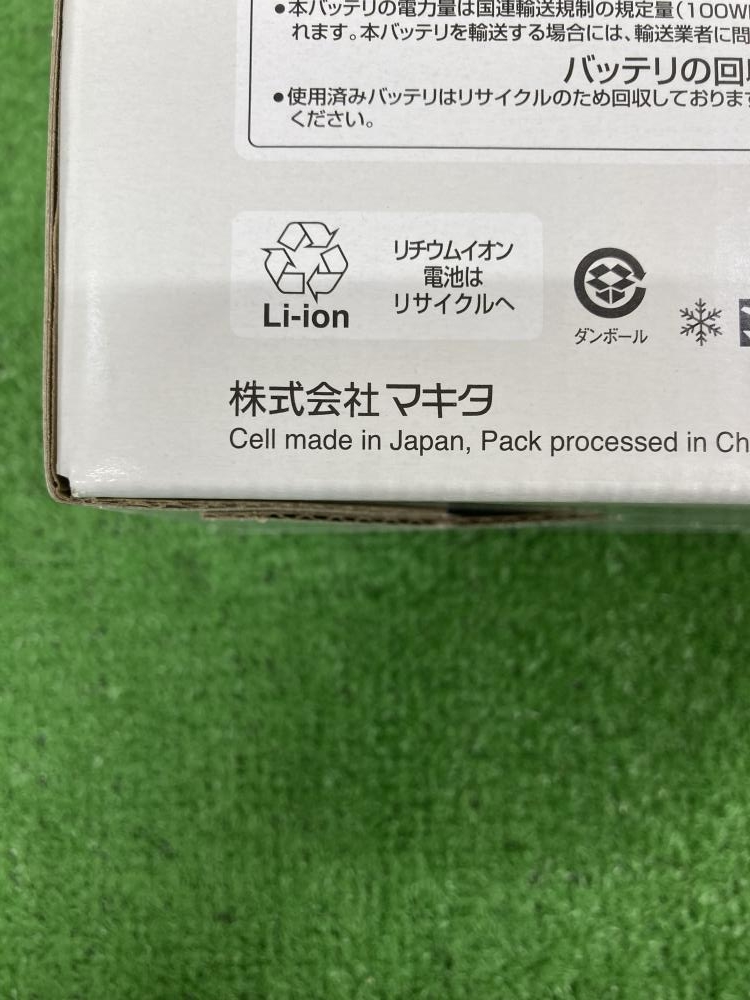 ●本バッテリの電力量は国連輸送規制の規定量(100W
れます。本バッテリを輸送する場合には、輸送業者に問
バッテリの回
●使用済みバッテリはリサイクルのため回収しております
ください。
リチウムイオン
電池は
リサイクルへ
Li-ion
ダンボール
株式会社マキタ
Cell made in Japan, Pack processed in Ch